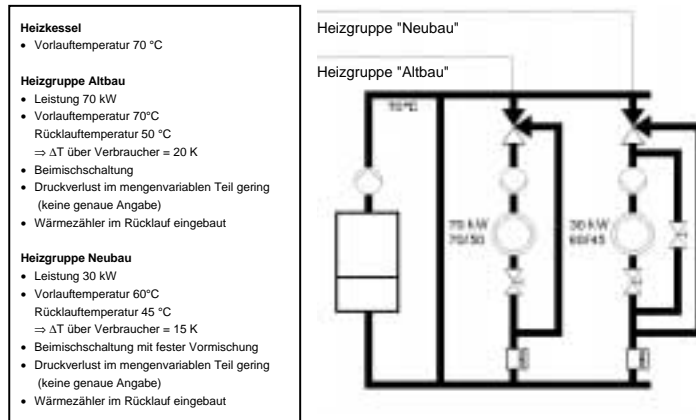 Heizkessel
• Vorlauftemperatur 70 °C
Heizgruppe Altbau
• Leistung 70 kW
• Vorlauftemperatur 70°C
Rücklauftemperatur 50 °C
⇒ ΔT über Verbraucher = 20 K
• Beimischschaltung
• Druckverlust im mengenvariablen Teil gering
(keine genaue Angabe)
• Wärmezähler im Rücklauf eingebaut
Heizgruppe Neubau
• Leistung 30 kW
• Vorlauftemperatur 60°C
Rücklauftemperatur 45 °C
⇒ ΔT über Verbraucher = 15 K
• Beimischschaltung mit fester Vormischung
• Druckverlust im mengenvariablen Teil gering
(keine genaue Angabe)
• Wärmezähler im Rücklauf eingebaut
Heizgruppe "Neubau"
Heizgruppe "Altbau"
70°C
70 kW
70/50
30 kW
60/45